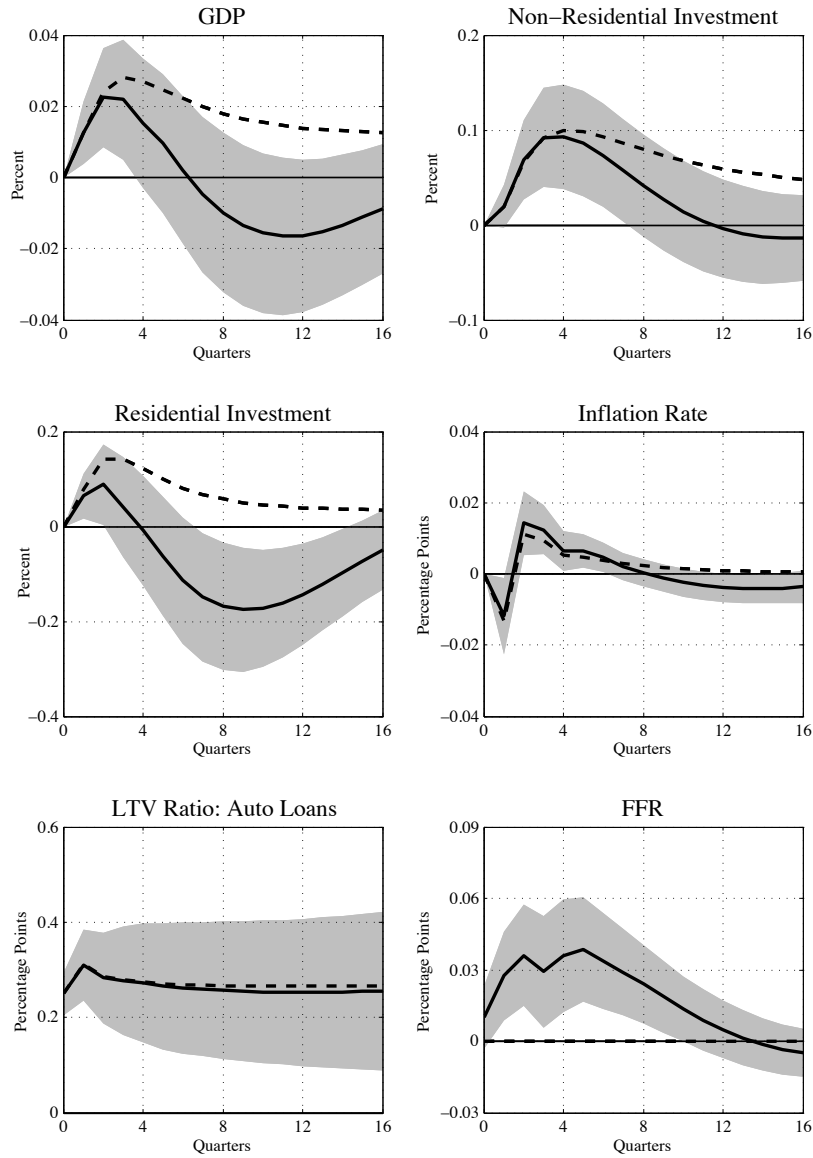 GDP
0.04
0.02
0
−0.02
−0.04
Percent
0 4 8 12 16
Quarters
Non−Residential Investment
0.2
0.1
0
−0.1
Percent
0 4 8 12 16
Quarters
Residential Investment
0.2
0
−0.2
−0.4
Percent
0 4 8 12 16
Quarters
Inflation Rate
0.04
0.02
0
−0.02
−0.04
Percentage Points
0 4 8 12 16
Quarters
LTV Ratio: Auto Loans
0.6
0.4
0.2
0
Percentage Points
0 4 8 12 16
Quarters
FFR
0.09
0.06
0.03
0
−0.03
Percentage Points
0 4 8 12 16
Quarters